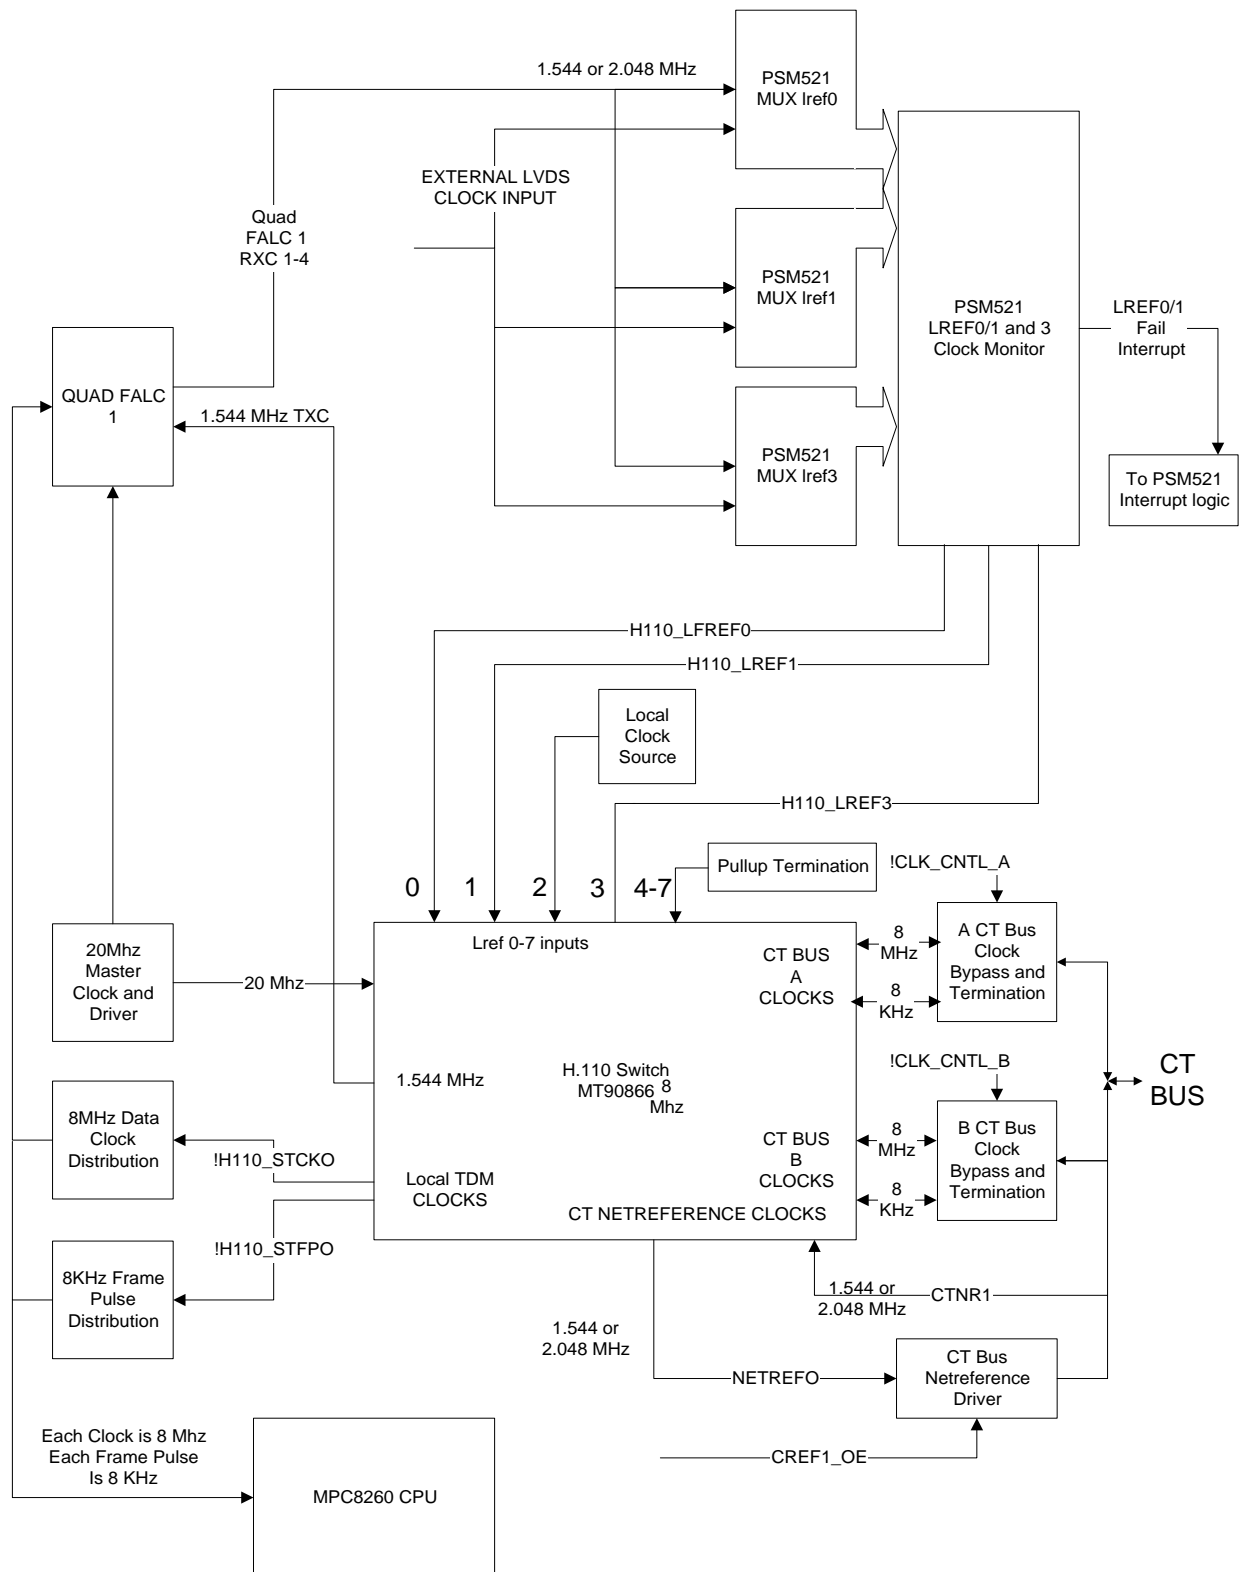 1.544 or 2.048 MHz
PSM521
MUX lref0
EXTERNAL LVDS
CLOCK INPUT
Quad
FALC 1
RXC 1-4
PSM521
MUX lref1
PSM521
LREF0/1 and 3
Clock Monitor
LREF0/1
Fail
Interrupt
QUAD FALC
1
1.544 MHz TXC
PSM521
MUX lref3
To PSM521
Interrupt logic
H110_LFREF0
H110_LREF1
Local
Clock
Source
H110_LREF3
Pullup Termination
!CLK_CNTL_A
0
1
2
3
4-7
20Mhz
Master
Clock and
Driver
20 Mhz
Lref 0-7 inputs
CT BUS
A
CLOCKS
8
MHz
8
KHz
A CT Bus
Clock
Bypass and
Termination
!CLK_CNTL_B
CT
BUS
1.544 MHz
H.110 Switch
MT90866
8
Mhz
8MHz Data
Clock
Distribution
!H110_STCKO
Local TDM
CLOCKS
CT BUS
B
CLOCKS
8
MHz
8
KHz
B CT Bus
Clock
Bypass and
Termination
CT NETREFERENCE CLOCKS
!H110_STFPO
8KHz Frame
Pulse
Distribution
1.544 or
2.048 MHz
CTNR1
1.544 or
2.048 MHz
NETREFO
CT Bus
Netreference
Driver
CREF1_OE
Each Clock is 8 Mhz
Each Frame Pulse
Is 8 KHz
MPC8260 CPU